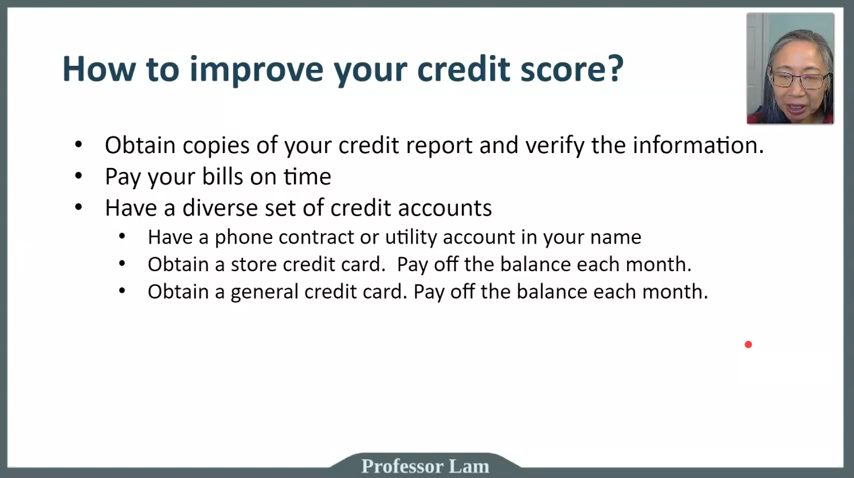 How to improve your credit score?
• Obtain copies of your credit report and verify the information.
• Pay your bills on time
• Have a diverse set of credit accounts
• Have a phone contract or utility account in your name
• Obtain a store credit card.  Pay off the balance each month.
• Obtain a general credit card. Pay off the balance each month.
Professor Lam